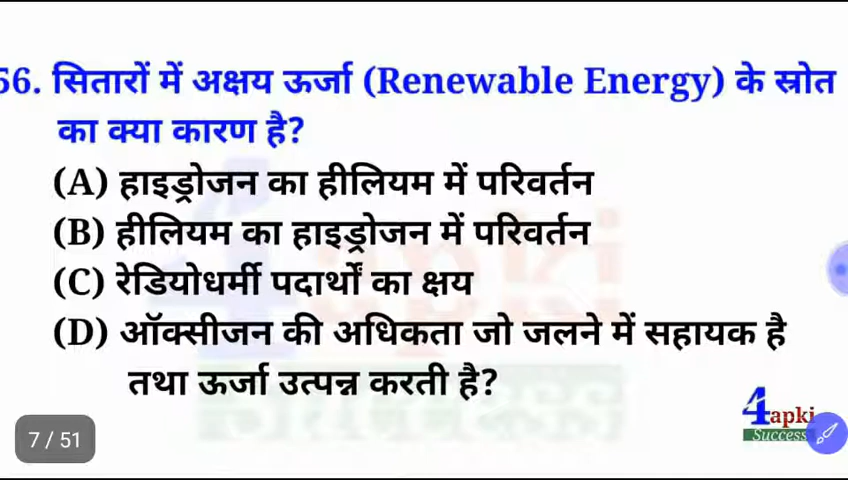 56. सितारों में अक्षय ऊर्जा (Renewable Energy) के स्रोत
का क्या कारण है?
(A) हाइड्रोजन का हीलियम में परिवर्तन
(B) हीलियम का हाइड्रोजन में परिवर्तन
(C) रेडियोधर्मी पदार्थों का क्षय
(D) ऑक्सीजन की अधिकता जो जलने में सहायक है
तथा ऊर्जा उत्पन्न करती है?
7 / 51
4apki
Success